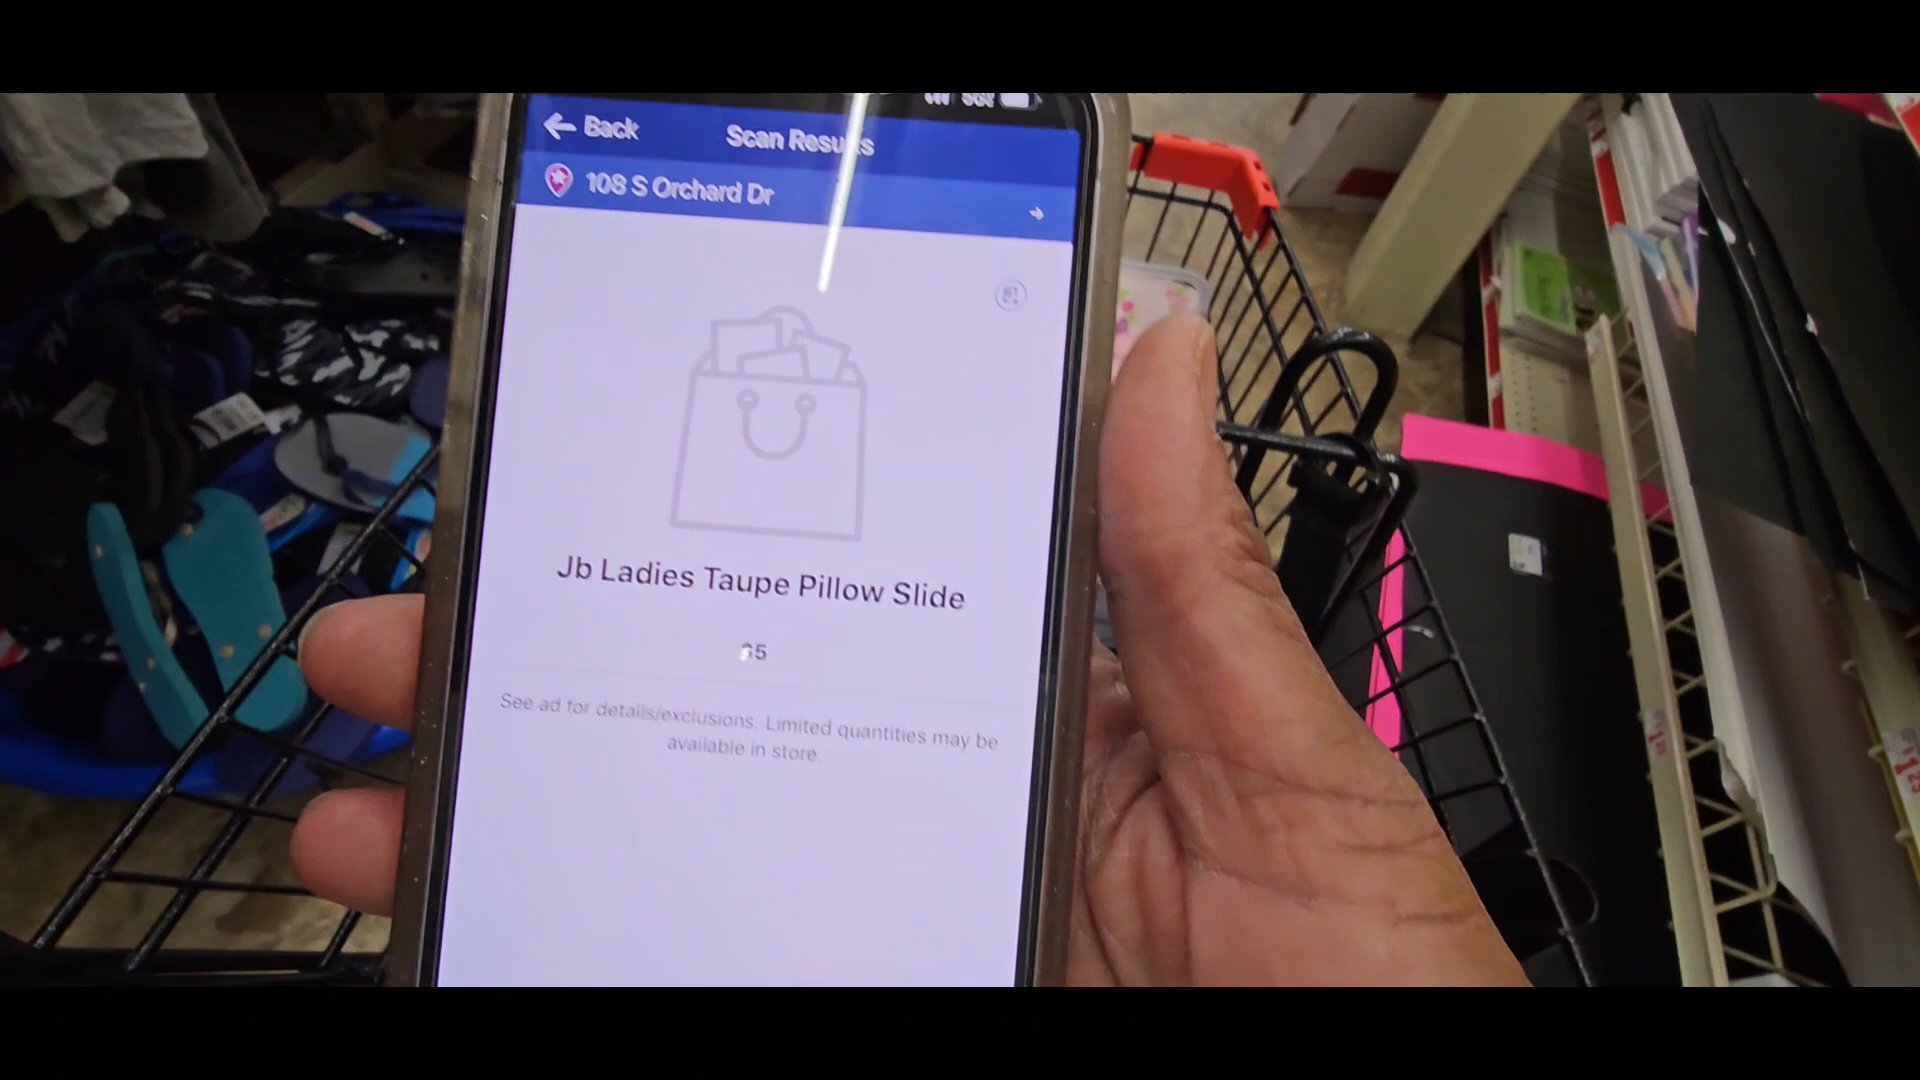 Back
Scan Results
108 S Orchard Dr
Jb Ladies Taupe Pillow Slide
$5
See ad for details/exclusions. Limited quantities may be
available in store.